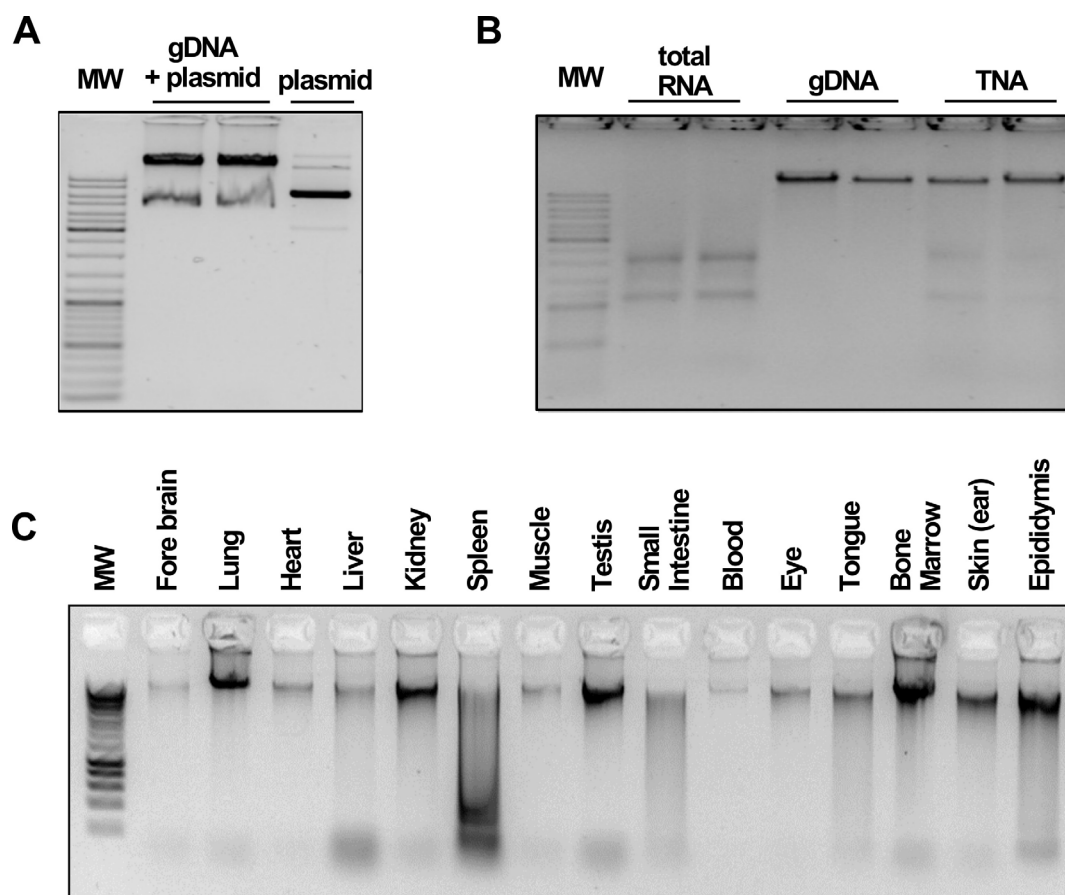 A
MW
gDNA
+ plasmid
plasmid
B
MW
total
RNA
gDNA
TNA
C
MW
Fore brain
Lung
Heart
Liver
Kidney
Spleen
Muscle
Testis
Small
Intestine
Blood
Eye
Tongue
Bone
Marrow
Skin (ear)
Epididymis